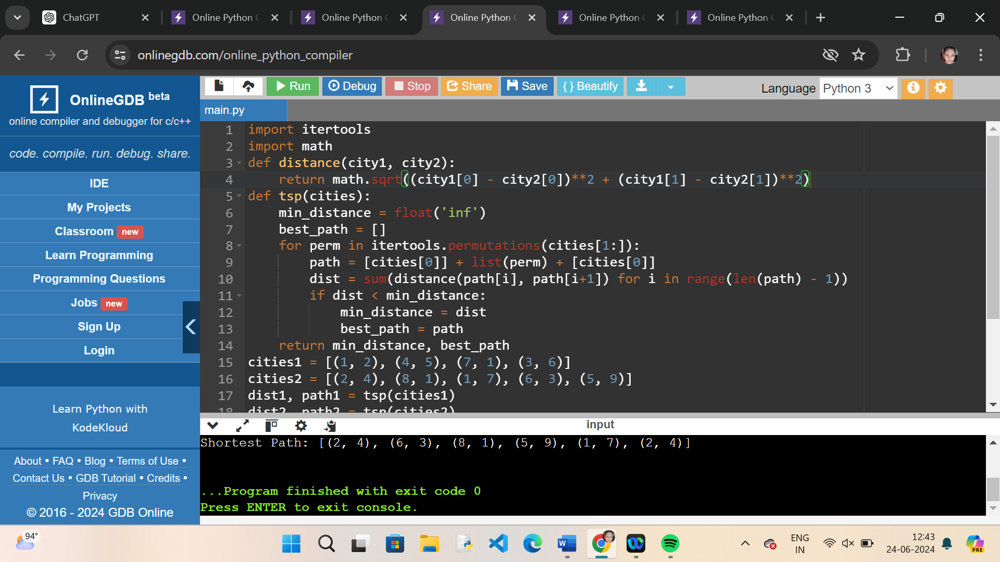 ChatGPT
Online Python C
Online Python C
Online Python C
Online Python C
Online Python C
onlinegdb.com/online_python_compiler
OnlineGDB beta
online compiler and debugger for c/c++
code. compile. run. debug. share.
IDE
My Projects
Classroom new
Learn Programming
Programming Questions
Jobs new
Sign Up
Login
Learn Python with
KodeKloud
About • FAQ • Blog • Terms of Use •
Contact Us • GDB Tutorial • Credits •
Privacy
© 2016 - 2024 GDB Online
Run Debug Stop Share Save {} Beautify
Language Python 3
main.py
1 import itertools
2 import math
3 def distance(city1, city2):
4     return math.sqrt((city1[0] - city2[0])**2 + (city1[1] - city2[1])**2)
5 def tsp(cities):
6     min_distance = float('inf')
7     best_path = []
8     for perm in itertools.permutations(cities[1:]):
9         path = [cities[0]] + list(perm) + [cities[0]]
10         dist = sum(distance(path[i], path[i+1]) for i in range(len(path) - 1))
11         if dist < min_distance:
12             min_distance = dist
13             best_path = path
14     return min_distance, best_path
15 cities1 = [(1, 2), (4, 5), (7, 1), (3, 6)]
16 cities2 = [(2, 4), (8, 1), (1, 7), (6, 3), (5, 9)]
17 dist1, path1 = tsp(cities1)
18 dist2, path2 = tsp(cities2)
input
Shortest Path: [(2, 4), (6, 3), (8, 1), (5, 9), (1, 7), (2, 4)]
...Program finished with exit code 0
Press ENTER to exit console.
94°
ENG
IN
12:43
24-06-2024
PRE